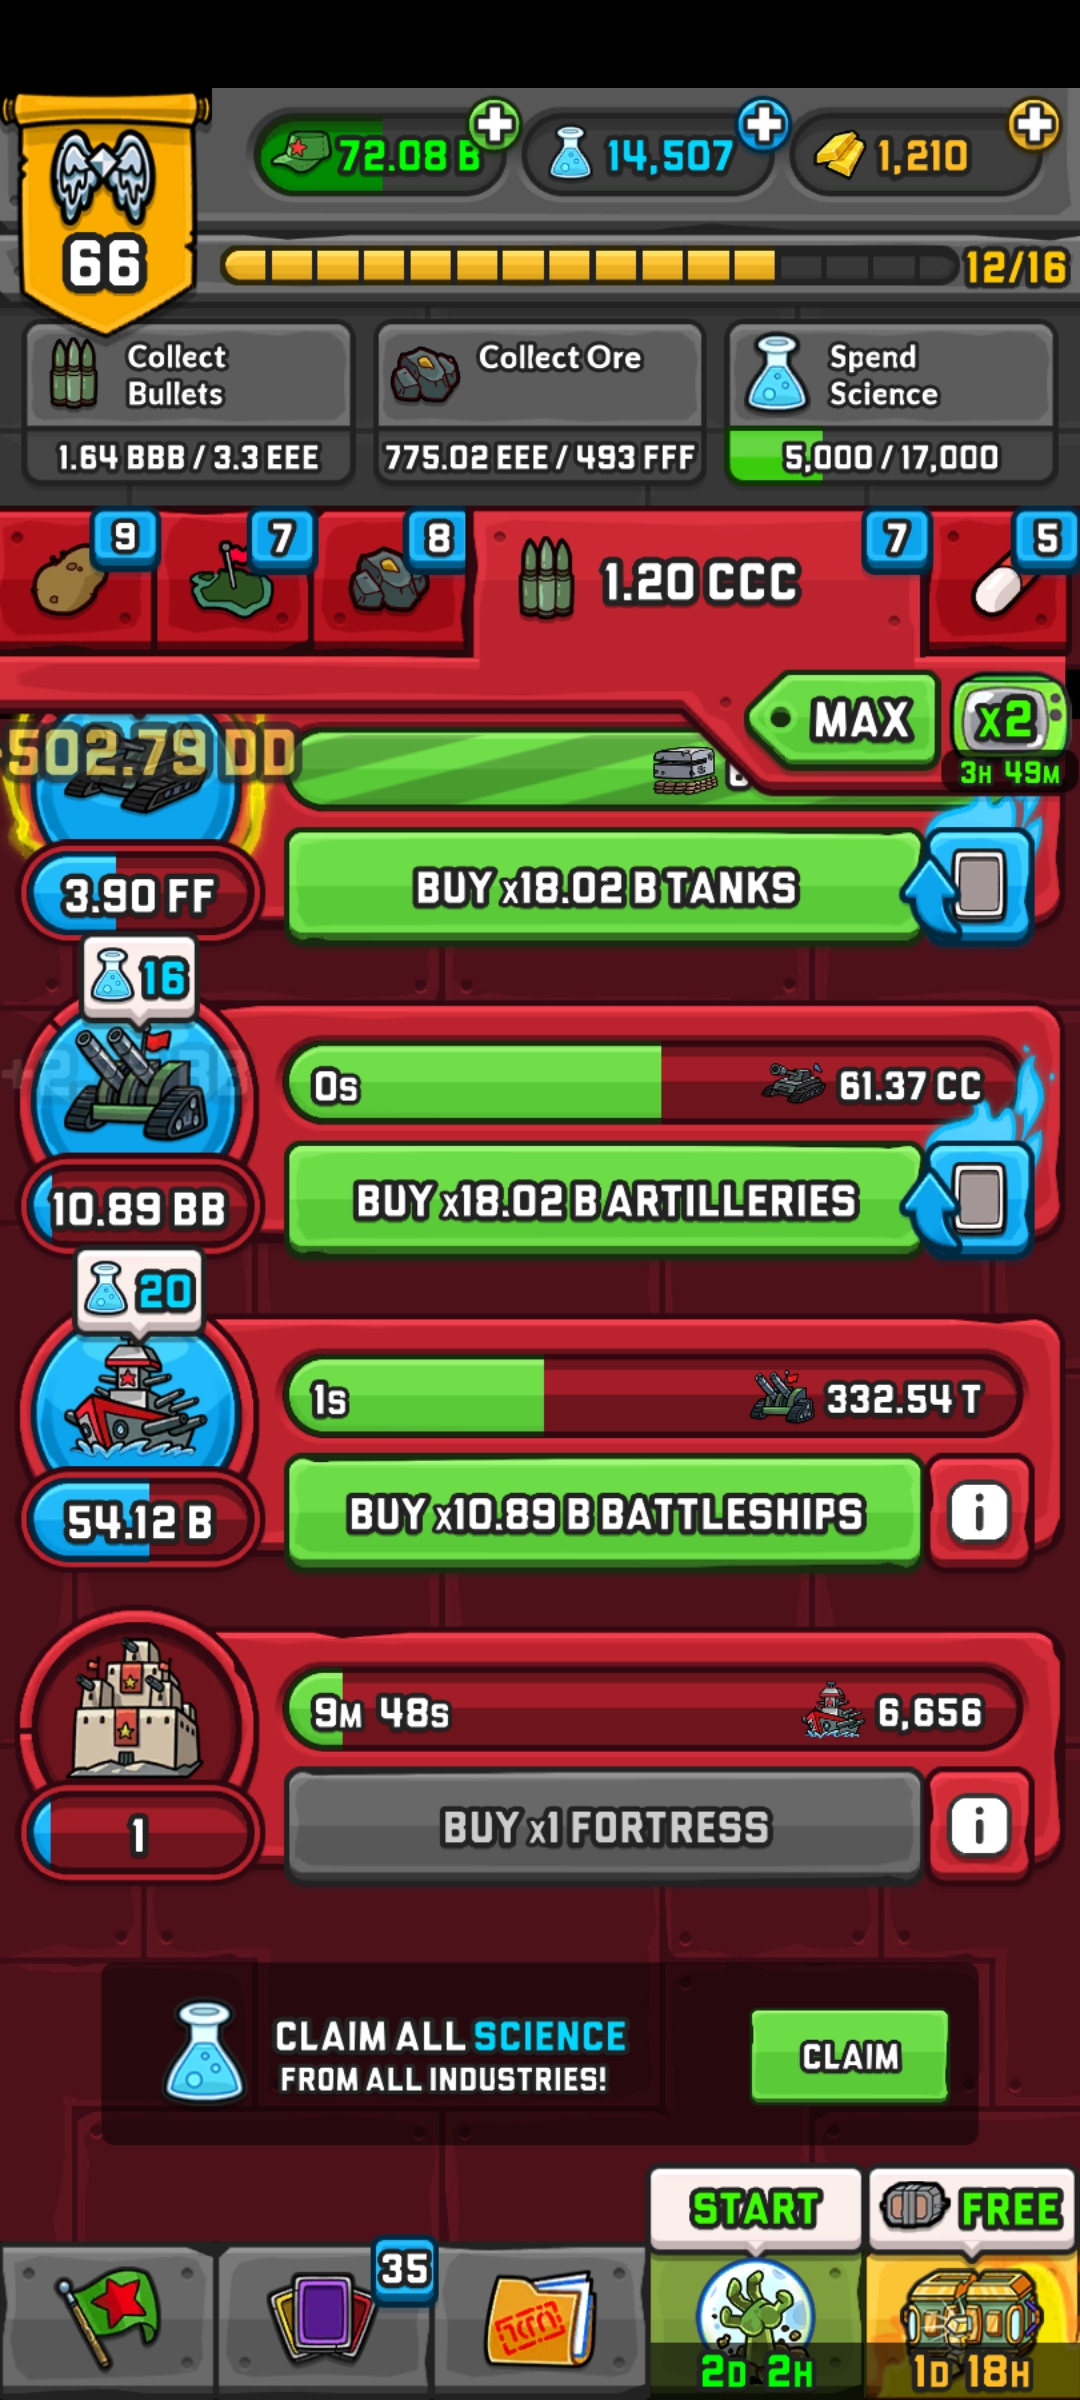 72.08 B
14,507
1,210
66
12/16
Collect
Bullets
1.64 BBB / 3.3 EEE
Collect Ore
775.02 EEE / 493 FFF
Spend
Science
5,000 / 17,000
9
7
8
1.20 CCC
7
5
MAX
x2
3H 49M
502.79 DD
3.90 FF
BUY x18.02 B TANKS
16
0s
61.37 CC
10.89 BB
BUY x18.02 B ARTILLERIES
20
1s
332.54 T
54.12 B
BUY x10.89 B BATTLESHIPS
i
9M 48s
6,656
1
BUY x1 FORTRESS
i
CLAIM ALL SCIENCE
FROM ALL INDUSTRIES!
CLAIM
START
FREE
35
2D 2H
1D 18H